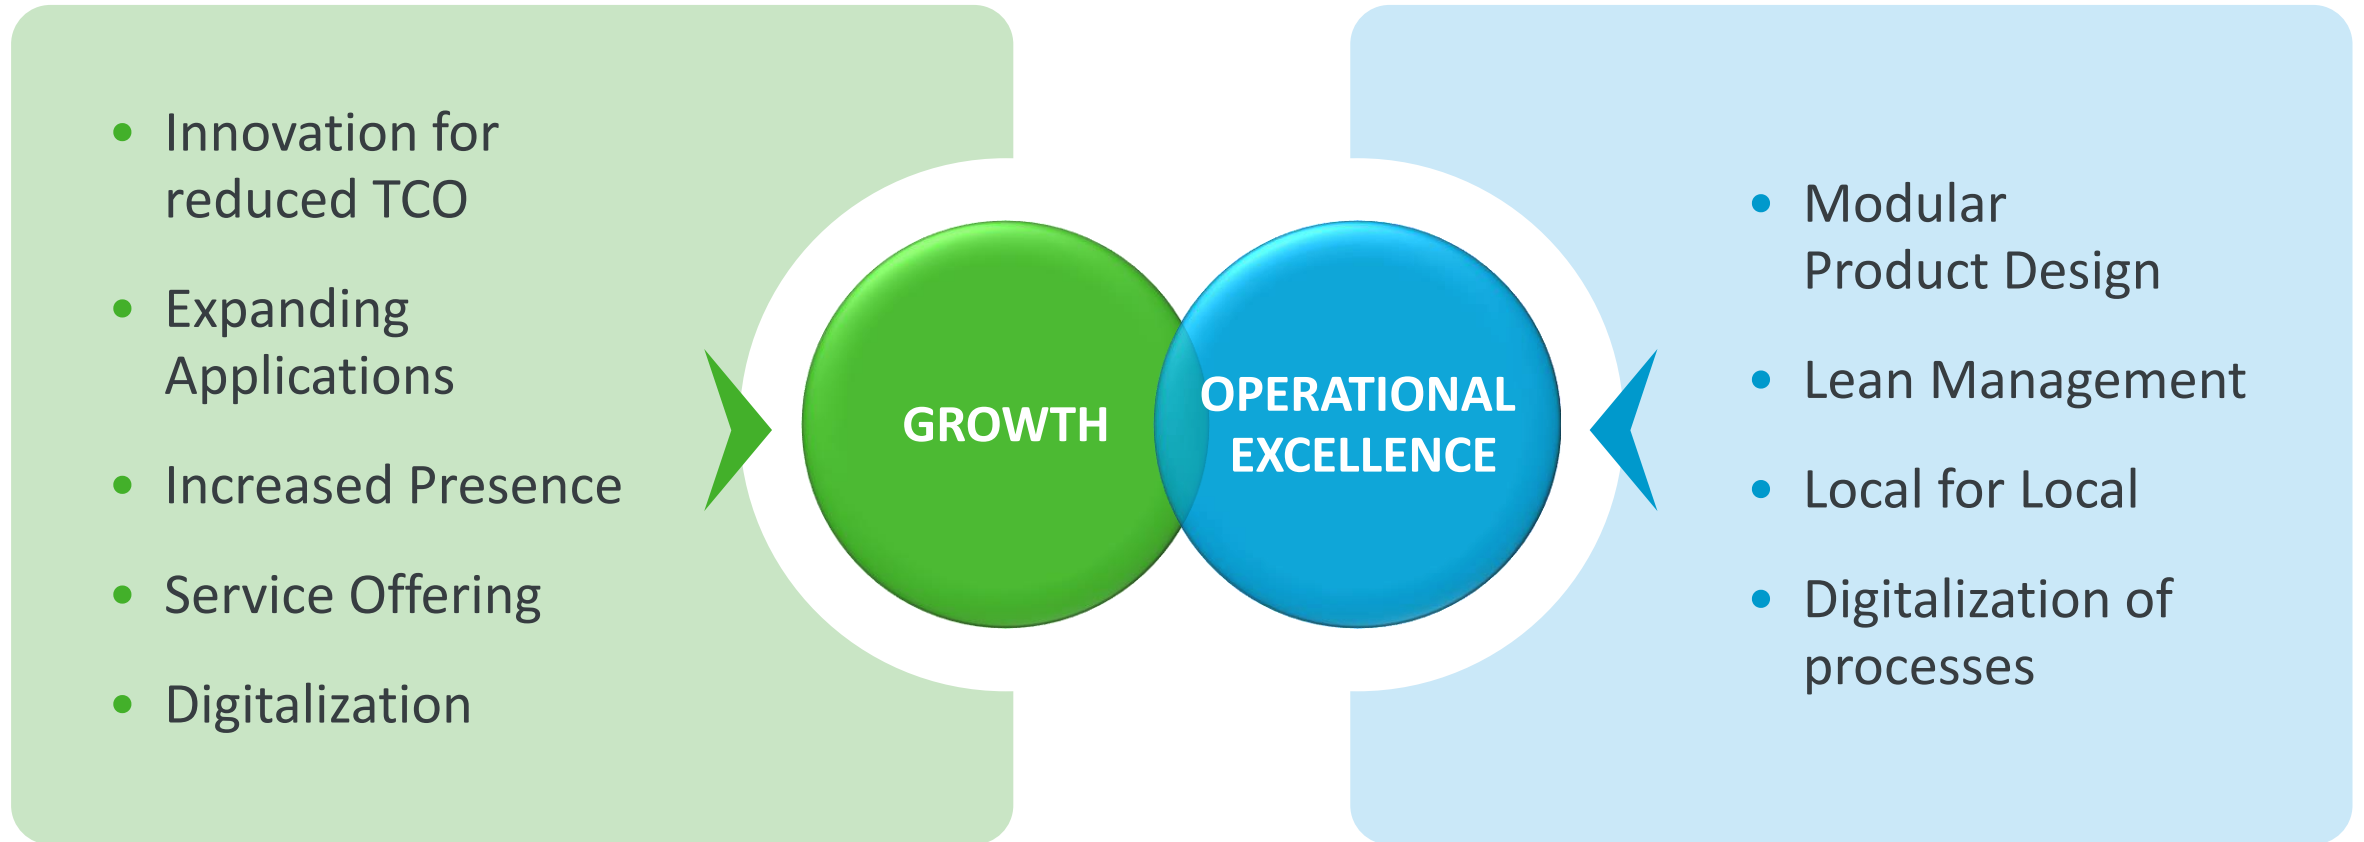 • Innovation for
reduced TCO
• Expanding
Applications
• Increased Presence
• Service Offering
• Digitalization
GROWTH
OPERATIONAL
EXCELLENCE
• Modular
Product Design
• Lean Management
• Local for Local
• Digitalization of
processes